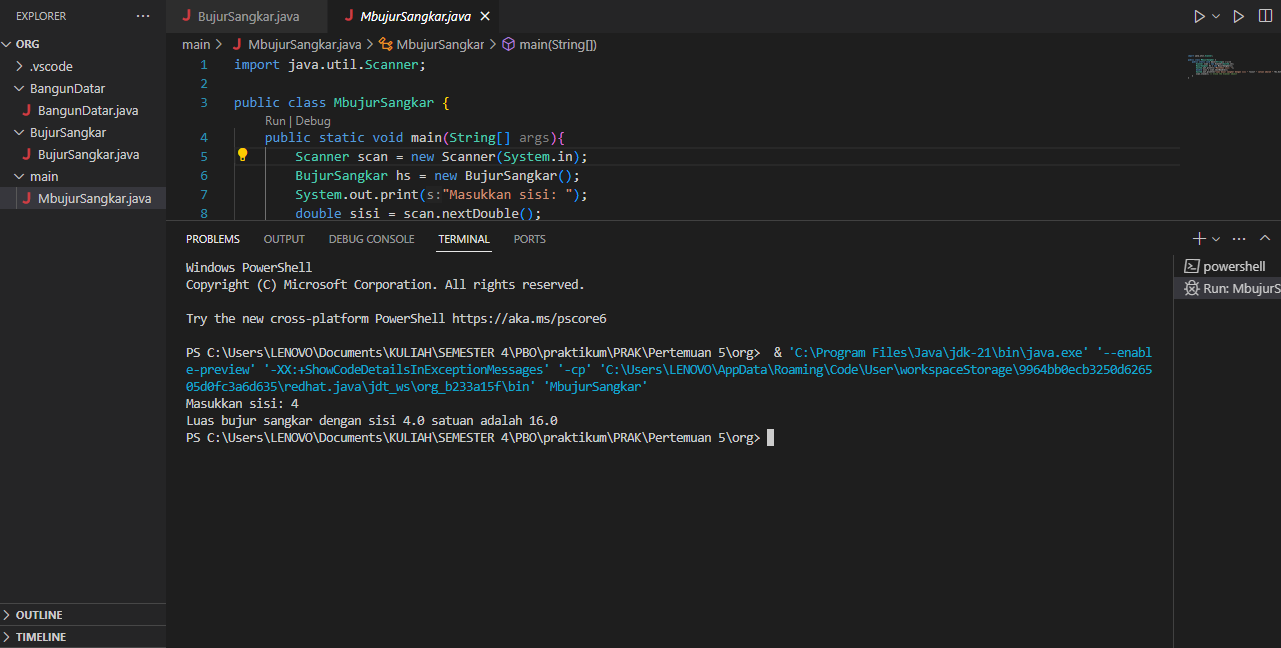 EXPLORER
ORG
.vscode
BangunDatar
J BangunDatar.java
BujurSangkar
J BujurSangkar.java
main
J MbujurSangkar.java
OUTLINE
TIMELINE
J BujurSangkar.java J MbujurSangkar.java
main > J MbujurSangkar.java > MbujurSangkar > main(String[])
1 import java.util.Scanner;
2
3 public class MbujurSangkar {
Run | Debug
4 public static void main(String[] args){
5 Scanner scan = new Scanner(System.in);
6 BujurSangkar hs = new BujurSangkar();
7 System.out.print(s:"Masukkan sisi: ");
8 double sisi = scan.nextDouble();
PROBLEMS OUTPUT DEBUG CONSOLE TERMINAL PORTS
Windows PowerShell
Copyright (C) Microsoft Corporation. All rights reserved.
Try the new cross-platform PowerShell https://aka.ms/pscore6
PS C:\Users\LENOVO\Documents\KULIAH\SEMESTER 4\PBO\praktikum\PRAK\Pertemuan 5\org>  & 'C:\Program Files\Java\jdk-21\bin\java.exe' '--enabl
e-preview' '-XX:+ShowCodeDetailsInExceptionMessages' '-cp' 'C:\Users\LENOVO\AppData\Roaming\Code\User\workspaceStorage\9964bb0ecb3250d6265
05d0fc3a6d635\redhat.java\jdt_ws\org_b233a15f\bin' 'MbujurSangkar'
Masukkan sisi: 4
Luas bujur sangkar dengan sisi 4.0 satuan adalah 16.0
PS C:\Users\LENOVO\Documents\KULIAH\SEMESTER 4\PBO\praktikum\PRAK\Pertemuan 5\org>
powershell
Run: MbujurS